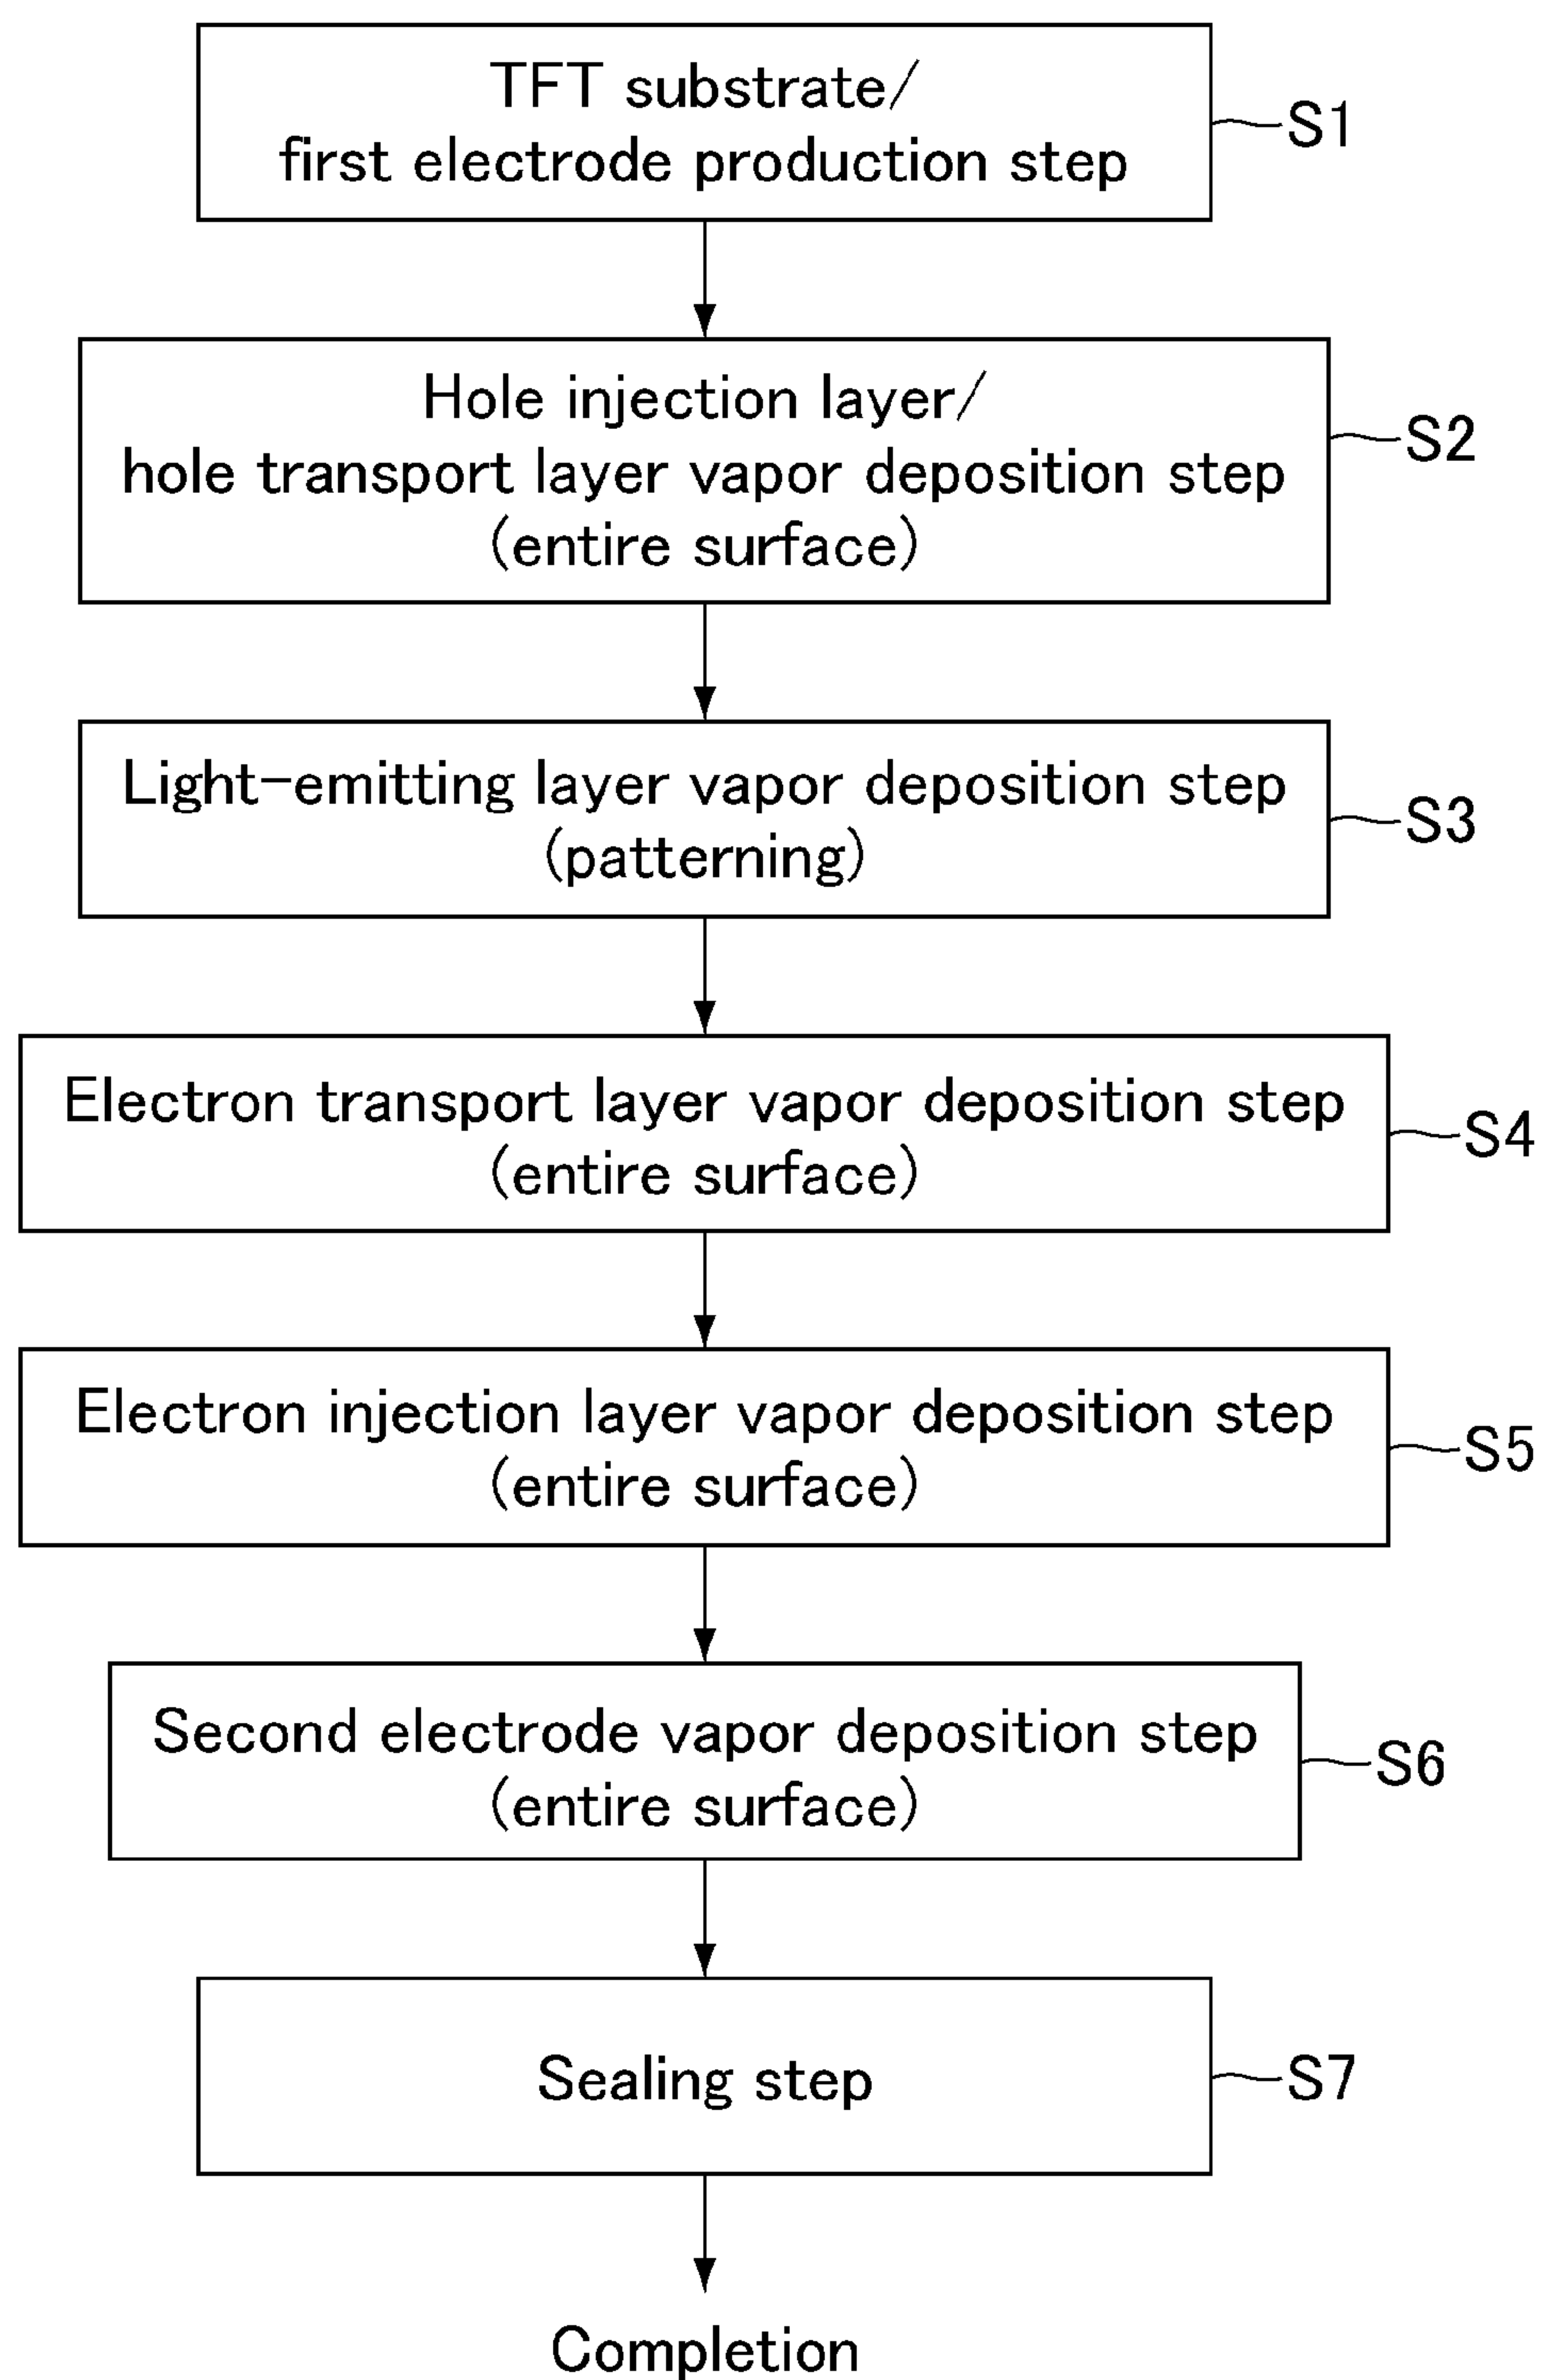 TFT substrate/
first electrode production step
S1
Hole injection layer/
hole transport layer vapor deposition step
(entire surface)
S2
Light-emitting layer vapor deposition step
(patterning)
S3
Electron transport layer vapor deposition step
(entire surface)
S4
Electron injection layer vapor deposition step
(entire surface)
S5
Second electrode vapor deposition step
(entire surface)
S6
Sealing step
S7
Completion